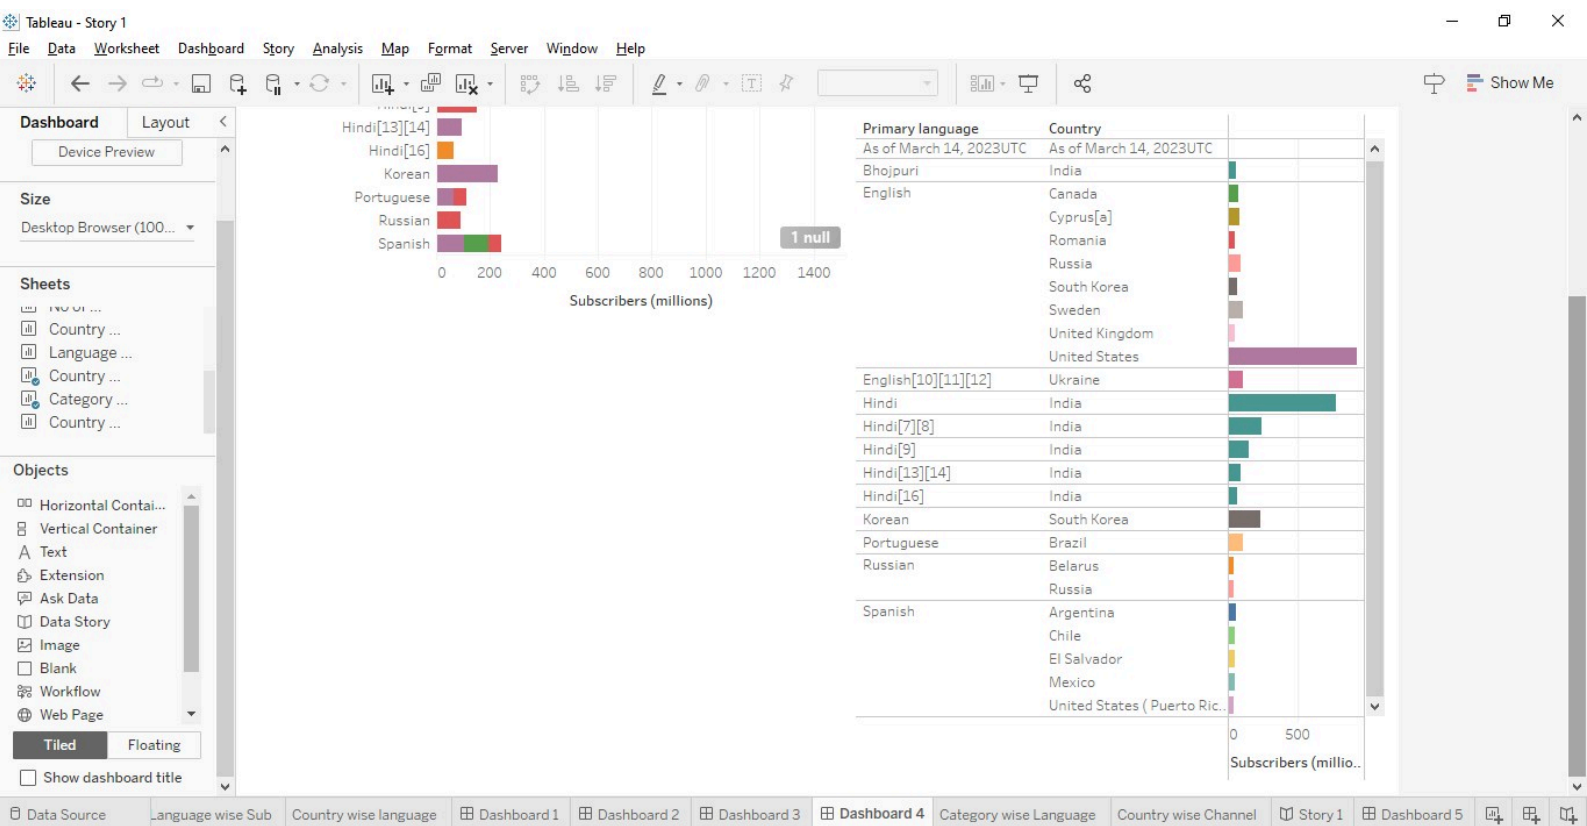 Tableau - Story 1
File Data Worksheet Dashboard Story Analysis Map Format Server Window Help
Show Me
Dashboard Layout
Device Preview
Size
Desktop Browser (100...
Sheets
Country ...
Language ...
Country ...
Category ...
Country ...
Objects
Horizontal Contai...
Vertical Container
Text
Extension
Ask Data
Data Story
Image
Blank
Workflow
Web Page
Tiled Floating
Show dashboard title
Hindi[13][14]
Hindi[16]
Korean
Portuguese
Russian
Spanish
1 null
0 200 400 600 800 1000 1200 1400
Subscribers (millions)
Primary language Country
As of March 14, 2023UTC As of March 14, 2023UTC
Bhojpuri India
English Canada
Cyprus[a]
Romania
Russia
South Korea
Sweden
United Kingdom
United States
English[10][11][12] Ukraine
Hindi India
Hindi[7][8] India
Hindi[9] India
Hindi[13][14] India
Hindi[16] India
Korean South Korea
Portuguese Brazil
Russian Belarus
Russia
Spanish Argentina
Chile
El Salvador
Mexico
United States ( Puerto Ric..
0 500
Subscribers (millio..
Data Source Language wise Sub Country wise language Dashboard 1 Dashboard 2 Dashboard 3 Dashboard 4 Category wise Language Country wise Channel Story 1 Dashboard 5